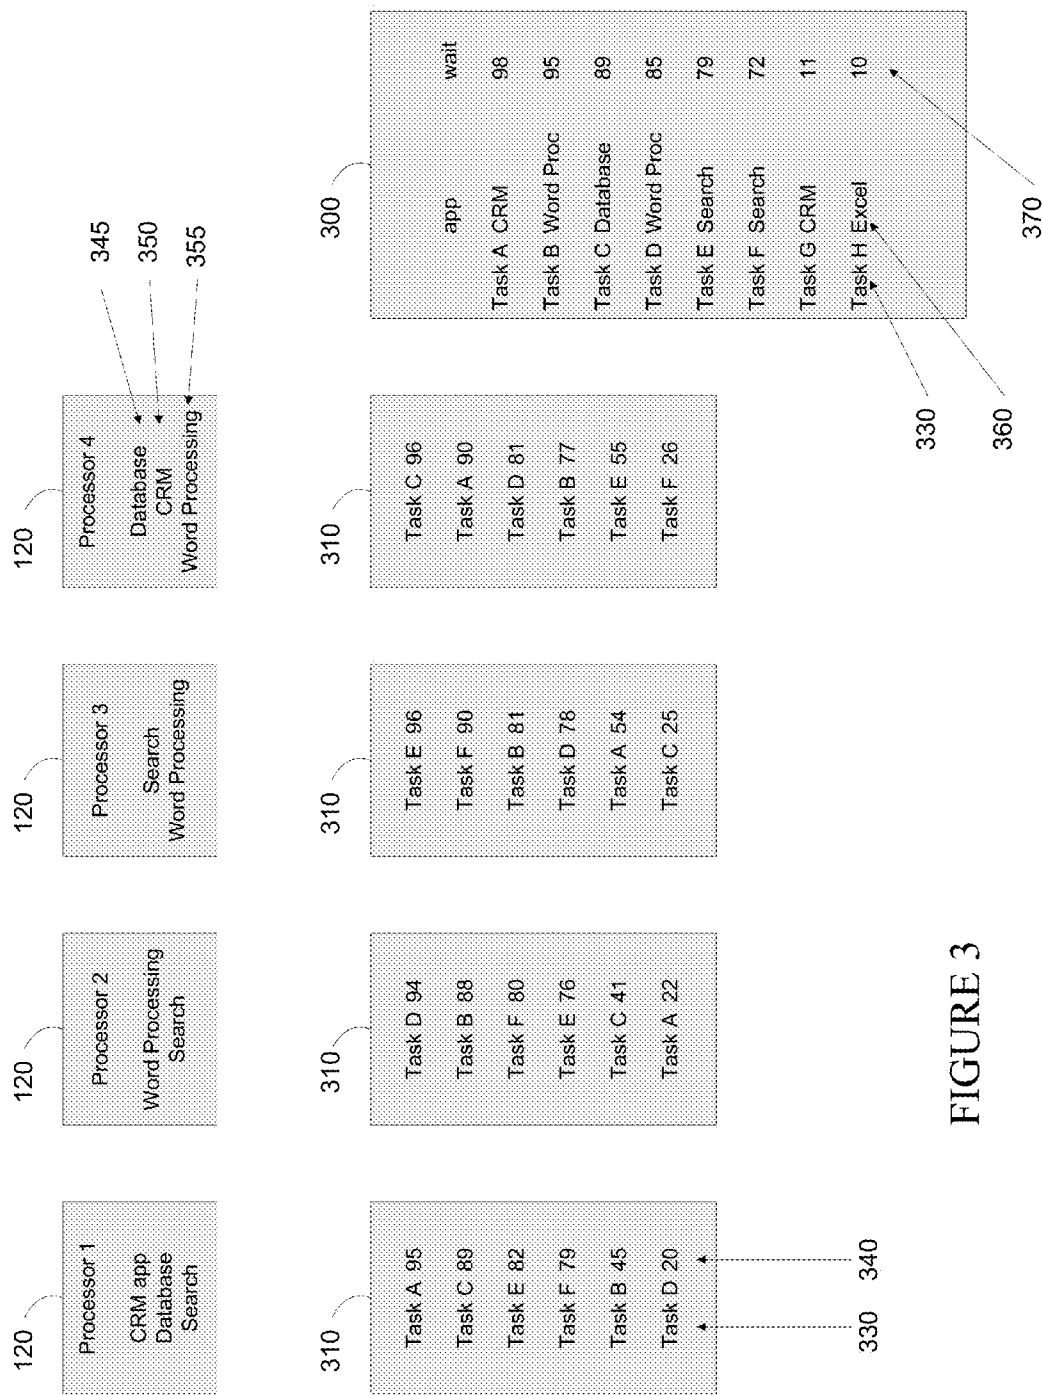 120
Processor 1
CRM app
Database
Search
120
Processor 2
Word Processing
Search
120
Processor 3
Search
Word Processing
120
Processor 4
Database
CRM
Word Processing
345
350
355
310
Task A 95
Task C 89
Task E 82
Task F 79
Task B 45
Task D 20
330
340
310
Task D 94
Task B 88
Task F 80
Task E 76
Task C 41
Task A 22
310
Task E 96
Task F 90
Task B 81
Task D 78
Task A 54
Task C 25
310
Task C 96
Task A 90
Task D 81
Task B 77
Task E 55
Task F 26
300
app wait
Task A CRM 98
Task B Word Proc 95
Task C Database 89
Task D Word Proc 85
Task E Search 79
Task F Search 72
Task G CRM 11
Task H Excel 10
330
360
370
FIGURE 3